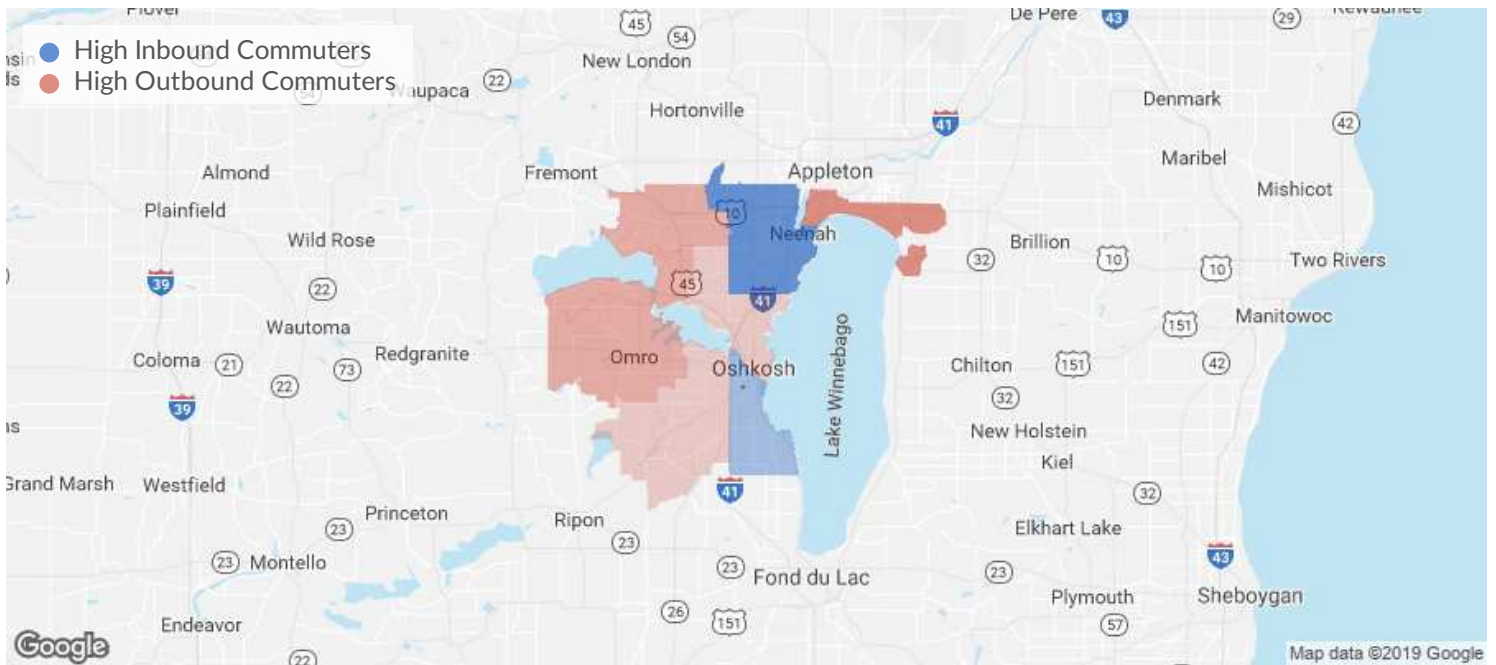 Plover
De Pere
43
29
Kewaunee
High Inbound Commuters
High Outbound Commuters
45
54
New London
54
Waupaca
22
Hortonville
41
Denmark
42
Almond
Fremont
Appleton
Maribel
Mishicot
Plainfield
10
Wild Rose
Neenah
Brillion
32
10
10
Two Rivers
39
22
45
41
Wautoma
151
Manitowoc
Coloma
21
73
Redgranite
22
Omro
Oshkosh
Lake Winnebago
Chilton
151
42
32
39
New Holstein
Kiel
Grand Marsh
Westfield
41
32
Princeton
23
Ripon
23
Elkhart Lake
23
Montello
23
Fond du Lac
23
43
Plymouth
Sheboygan
Endeavor
26
151
57
22
Google
Map data ©2019 Google